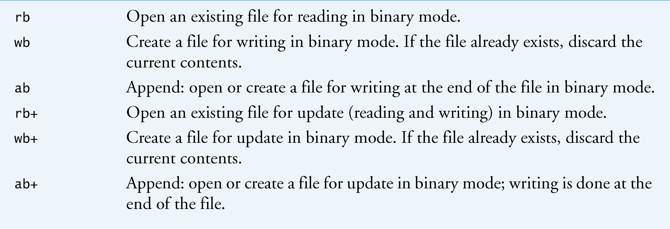 rb Open an existing file for reading in binary mode.
wb Create a file for writing in binary mode. If the file already exists, discard the
current contents.
ab Append: open or create a file for writing at the end of the file in binary mode.
rb+ Open an existing file for update (reading and writing) in binary mode.
wb+ Create a file for update in binary mode. If the file already exists, discard the
current contents.
ab+ Append: open or create a file for update in binary mode; writing is done at the
end of the file.